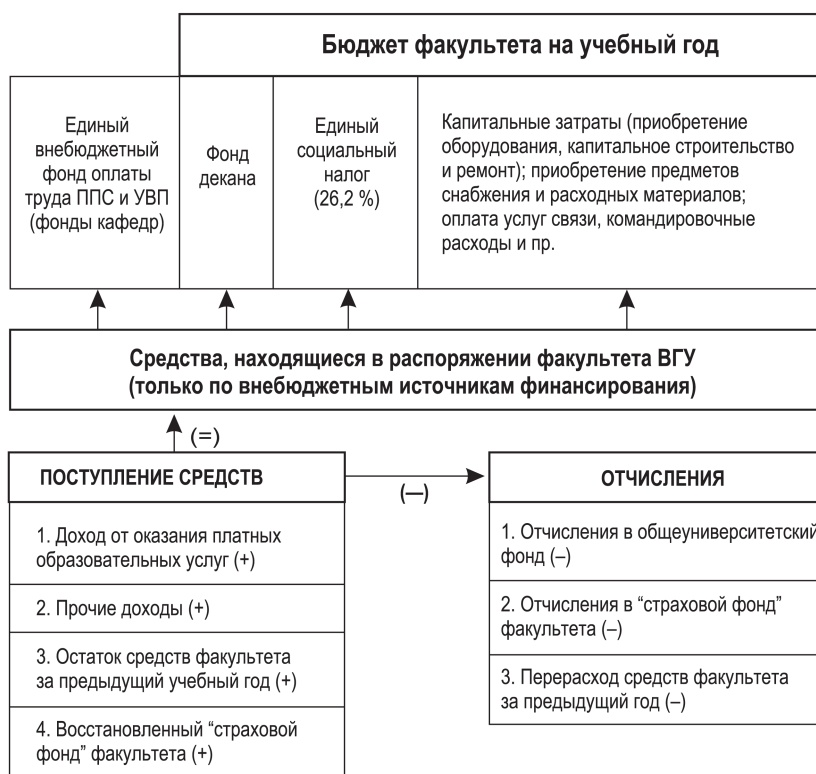 Бюджет факультета на учебный год
Единый
внебюджетный
фонд оплаты
труда ППС и УВП
(фонды кафедр)
Фонд
декана
Единый
социальный
налог
(26,2 %)
Капитальные затраты (приобретение
оборудования, капитальное строительство
и ремонт); приобретение предметов
снабжения и расходных материалов;
оплата услуг связи, командировочные
расходы и пр.
Средства, находящиеся в распоряжении факультета ВГУ
(только по внебюджетным источникам финансирования)
(=)
ПОСТУПЛЕНИЕ СРЕДСТВ
1. Доход от оказания платных
образовательных услуг (+)
2. Прочие доходы (+)
3. Остаток средств факультета
за предыдущий учебный год (+)
4. Восстановленный “страховой
фонд” факультета (+)
(—)
ОТЧИСЛЕНИЯ
1. Отчисления в общеуниверситетский
фонд (–)
2. Отчисления в “страховой фонд”
факультета (–)
3. Перерасход средств факультета
за предыдущий год (–)